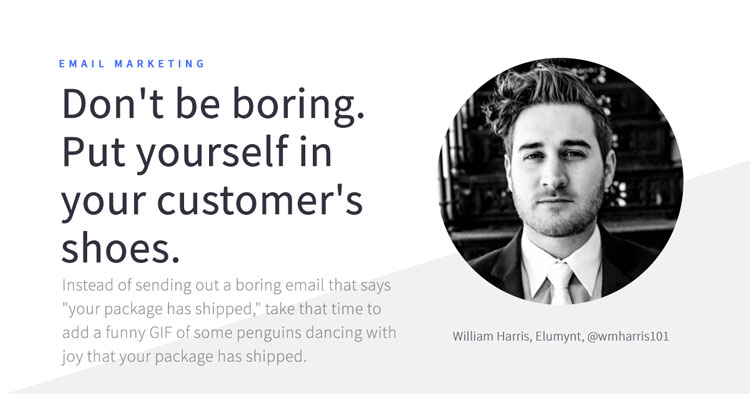 EMAIL MARKETING
Don't be boring.
Put yourself in
your customer's
shoes.
Instead of sending out a boring email that says
"your package has shipped," take that time to
add a funny GIF of some penguins dancing with
joy that your package has shipped.
William Harris, Elumynt, @wmharris101